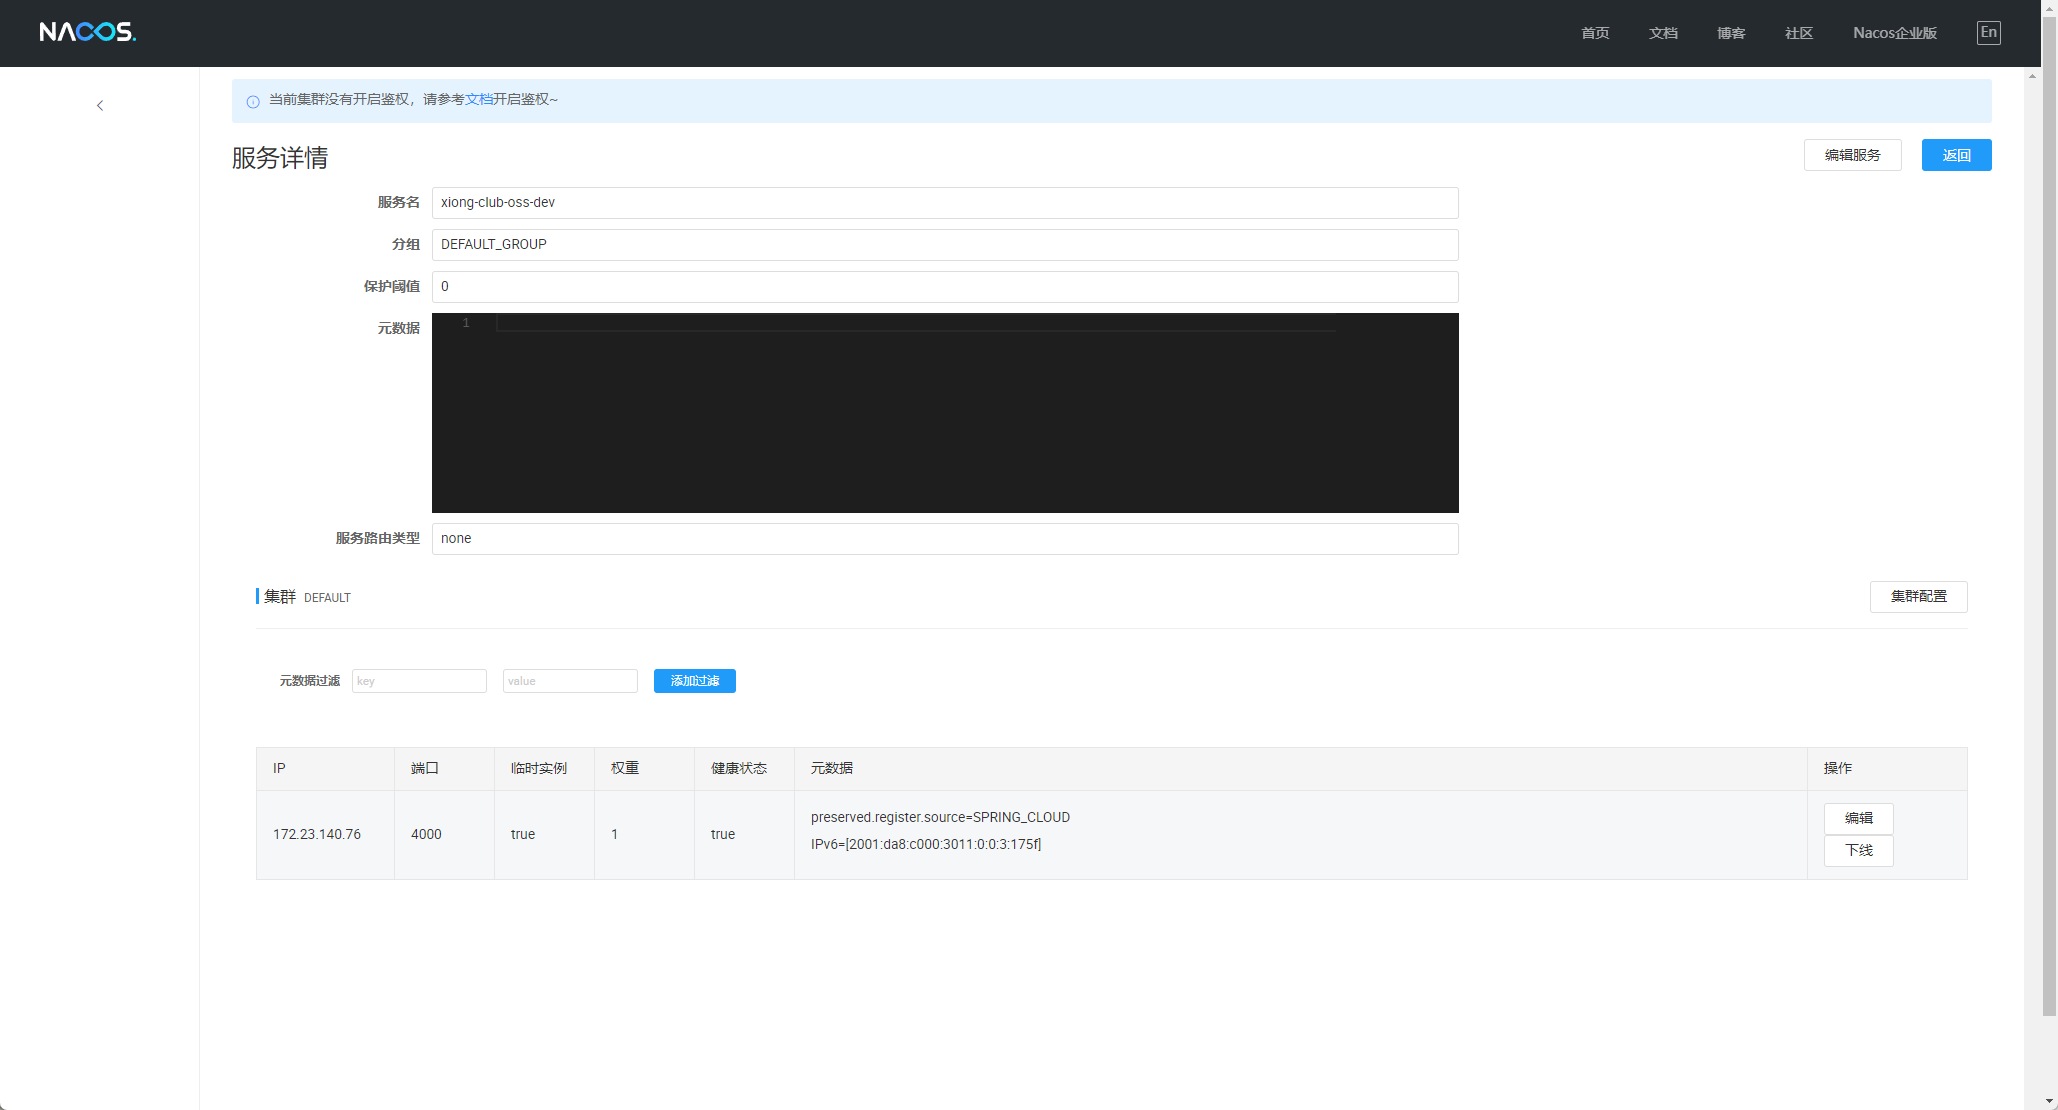 NACOS.
首页 文档 博客 社区 Nacos企业版 En
当前集群没有开启鉴权，请参考文档开启鉴权~
服务详情 编辑服务 返回
服务名 xiong-club-oss-dev
分组 DEFAULT_GROUP
保护阈值 0
元数据 1
服务路由类型 none
集群 DEFAULT 集群配置
元数据过滤 key value 添加过滤
IP 端口 临时实例 权重 健康状态 元数据 操作
172.23.140.76 4000 true 1 true
preserved.register.source=SPRING_CLOUD
IPv6=[2001:da8:c000:3011:0:0:3:175f]
编辑
下线